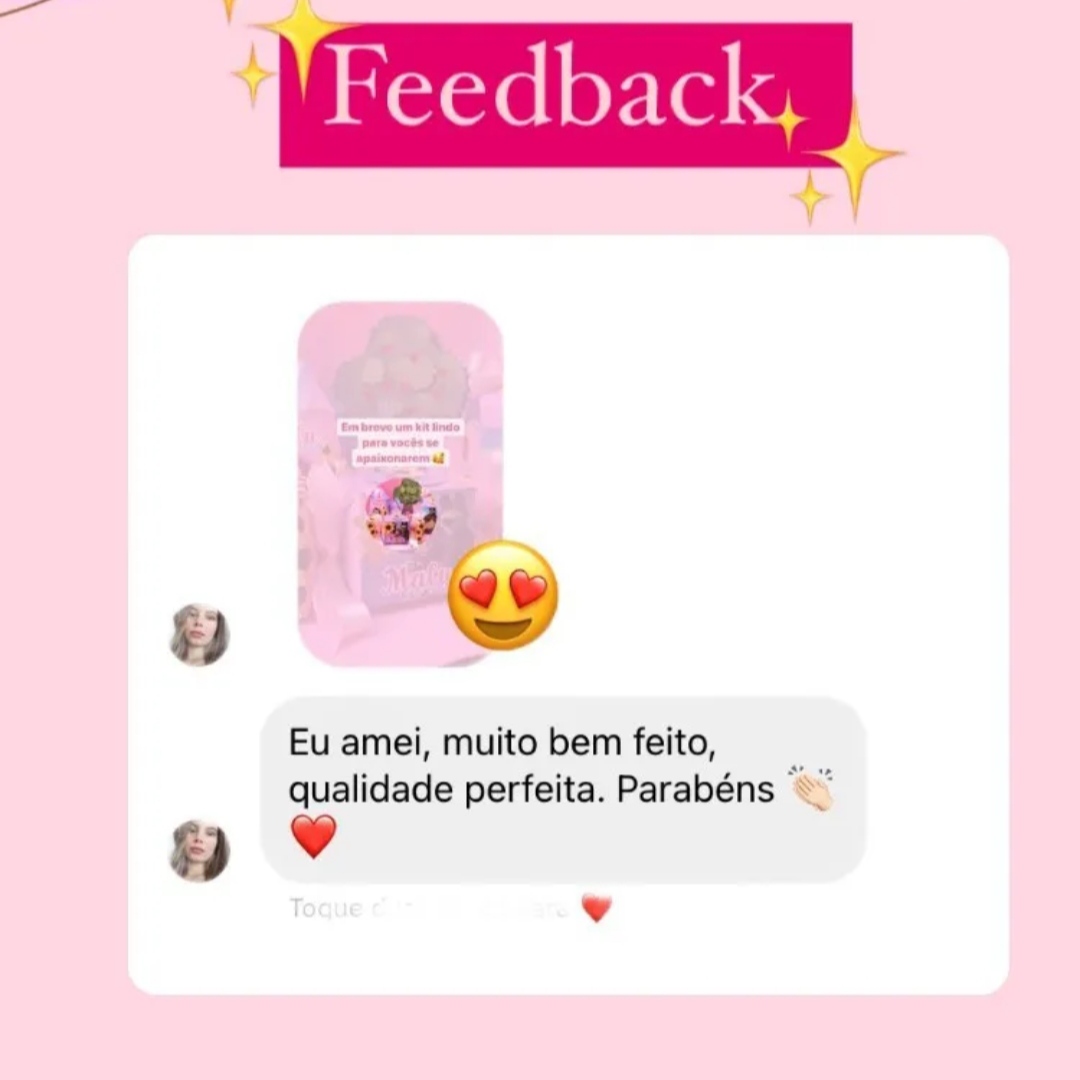 Feedback
Em breve um kit lindo
para vocês se
apaixonarem 🥰
Eu amei, muito bem feito,
qualidade perfeita. Parabéns 👏🏻
❤️
Toque ❤️